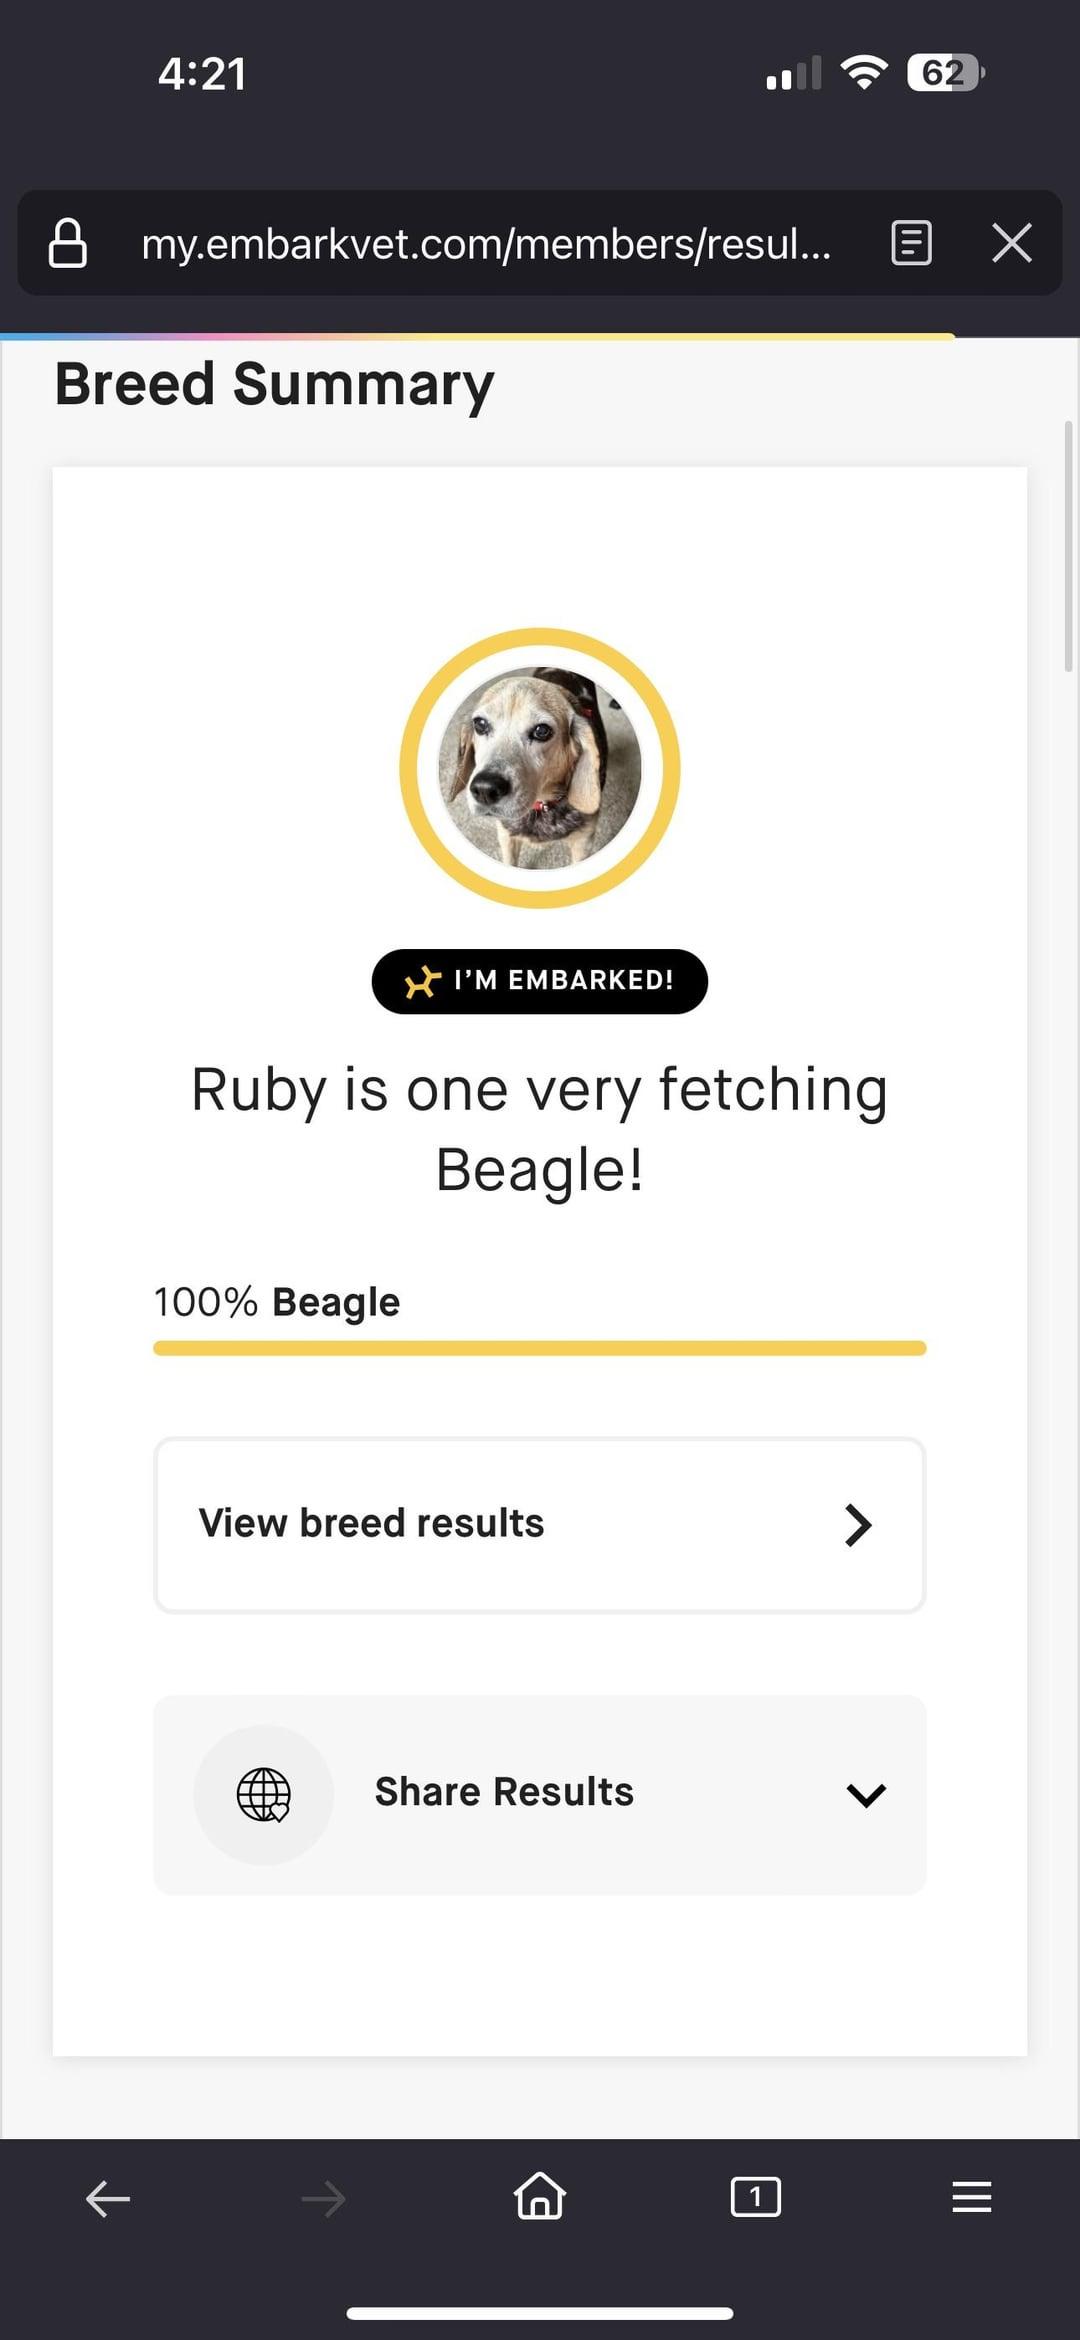 4:21
62
my.embarkvet.com/members/resul...
Breed Summary
I'M EMBARKED!
Ruby is one very fetching
Beagle!
100% Beagle
View breed results
Share Results
1